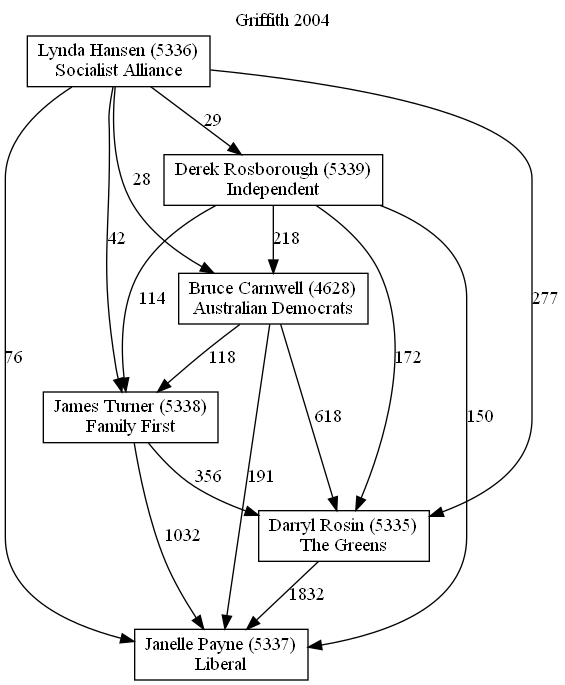 Griffith 2004
Lynda Hansen (5336)
Socialist Alliance
29
Derek Rosborough (5339)
Independent
28
42
218
114
277
Bruce Carnwell (4628)
Australian Democrats
76
118
172
James Turner (5338)
Family First
618
150
356
191
Darryl Rosin (5335)
The Greens
1032
1832
Janelle Payne (5337)
Liberal